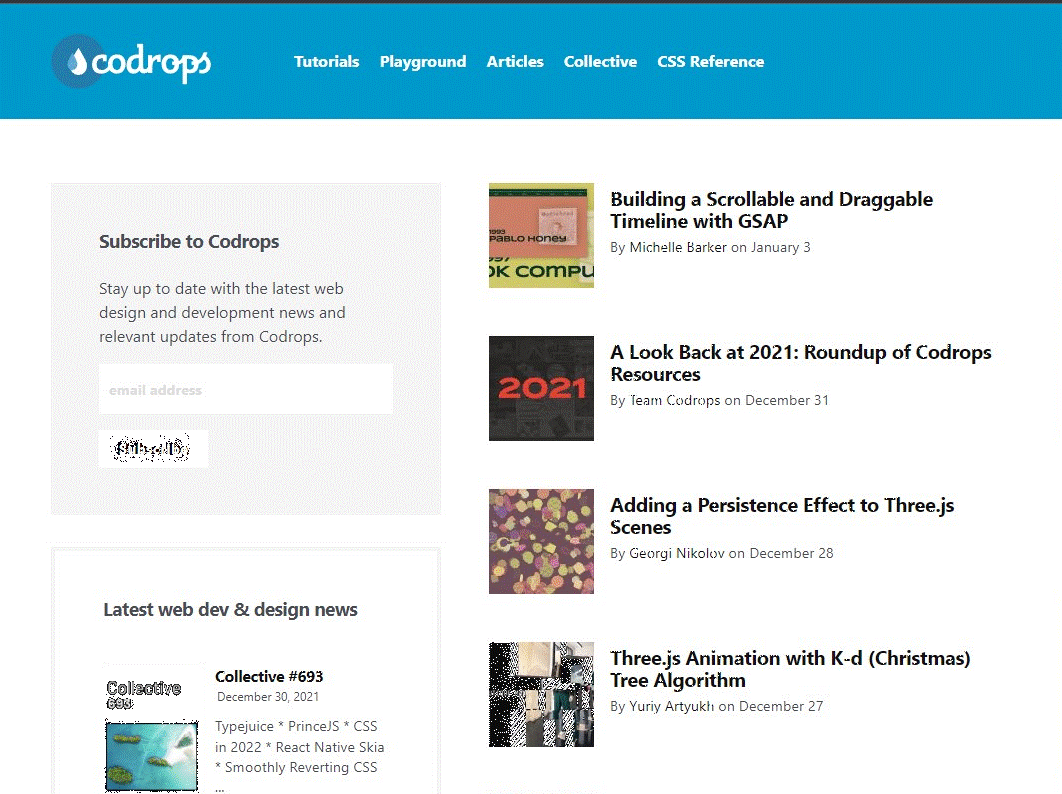 codrops
Tutorials Playground Articles Collective CSS Reference
Subscribe to Codrops
Stay up to date with the latest web
design and development news and
relevant updates from Codrops.
email address
Latest web dev & design news
Collective
693
Collective #693
December 30, 2021
Typejuice * PrinceJS * CSS
in 2022 * React Native Skia
* Smoothly Reverting CSS
...
1993
PABLO HONEY
OK COMPU
Building a Scrollable and Draggable
Timeline with GSAP
By Michelle Barker on January 3
2021
A Look Back at 2021: Roundup of Codrops
Resources
By Team Codrops on December 31
Adding a Persistence Effect to Three.js
Scenes
By Georgi Nikolov on December 28
Three.js Animation with K-d (Christmas)
Tree Algorithm
By Yuriy Artyukh on December 27